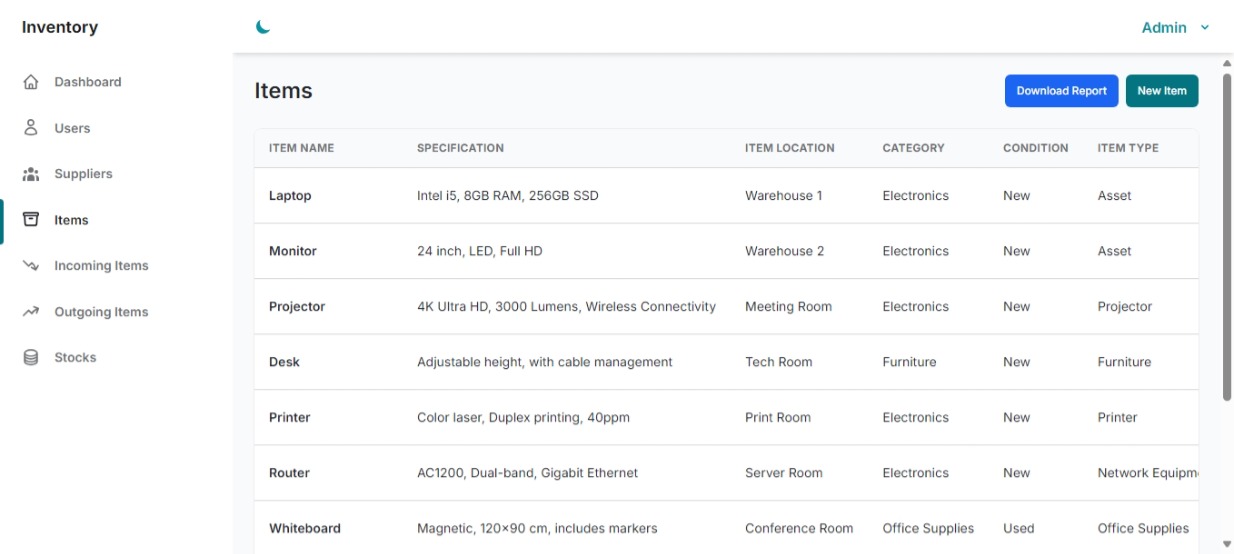 Inventory
Admin
Dashboard
Users
Suppliers
Items
Incoming Items
Outgoing Items
Stocks
Items
Download Report New Item
ITEM NAME SPECIFICATION ITEM LOCATION CATEGORY CONDITION ITEM TYPE
Laptop Intel i5, 8GB RAM, 256GB SSD Warehouse 1 Electronics New Asset
Monitor 24 inch, LED, Full HD Warehouse 2 Electronics New Asset
Projector 4K Ultra HD, 3000 Lumens, Wireless Connectivity Meeting Room Electronics New Projector
Desk Adjustable height, with cable management Tech Room Furniture New Furniture
Printer Color laser, Duplex printing, 40ppm Print Room Electronics New Printer
Router AC1200, Dual-band, Gigabit Ethernet Server Room Electronics New Network
Whiteboard Magnetic, 120×90 cm, includes markers Conference Room Office Supplies Used Office Supplies